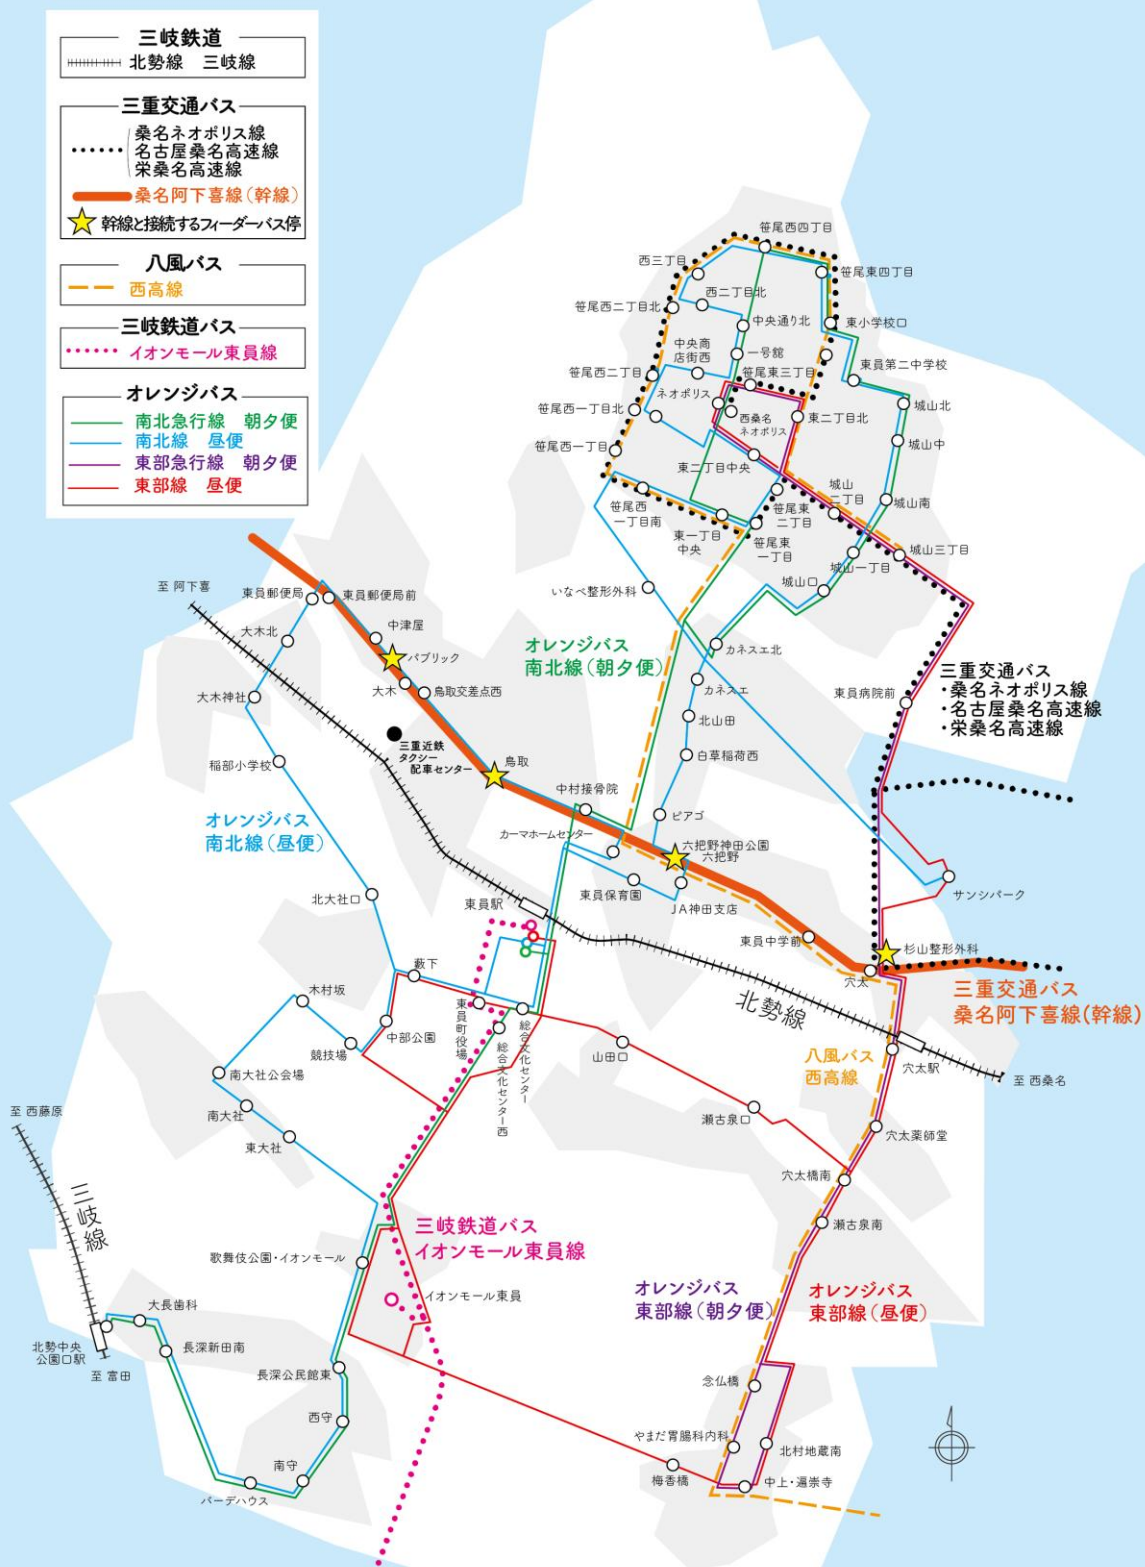 三岐鉄道
北勢線　三岐線
三重交通バス
桑名ネオポリス線
名古屋桑名高速線
栄桑名高速線
桑名阿下喜線（幹線）
幹線と接続するフィーダーバス停
八風バス
西高線
三岐鉄道バス
イオンモール東員線
オレンジバス
南北急行線　朝夕便
南北線　昼便
東部急行線　朝夕便
東部線　昼便
笹尾西四丁目
西三丁目
笹尾東四丁目
西二丁目北
笹尾西二丁目北
中央通り北
東小学校口
中央商
店街西
一号館
東員第二中学校
笹尾西二丁目
笹尾東三丁目
ネオポリス
西桑名
ネオポリス
東二丁目北
城山北
笹尾西一丁目北
城山中
笹尾西一丁目
東二丁目中央
城山
二丁目
城山南
笹尾西
一丁目南
笹尾東
二丁目
東一丁目
中央
笹尾東
一丁目
城山三丁目
城山一丁目
城山口
いなべ整形外科
至 阿下喜
東員郵便局
東員郵便局前
大木北
中津屋
パブリック
オレンジバス
南北線（朝夕便）
カネスエ北
大木
鳥取交差点西
カネスエ
大木神社
東員病院前
三重交通バス
・桑名ネオポリス線
・名古屋桑名高速線
・栄桑名高速線
北山田
三重近鉄
タクシー
配車センター
白草稲荷西
稲部小学校
鳥取
中村接骨院
オレンジバス
南北線（昼便）
ピアゴ
カーマホームセンター
六把野神田公園
六把野
東員保育園
サンシパーク
北大社口
東員駅
JA神田支店
東員中学前
杉山整形外科
藪下
穴太
三重交通バス
桑名阿下喜線(幹線)
木村坂
東員町役場
総合文化センター
北勢線
中部公園
競技場
総合文化センター西
山田口
八風バス
西高線
穴太駅
南大社公会場
至 西桑名
至 西藤原
南大社
瀬古泉口
東大社
穴太薬師堂
穴太橋南
三岐線
三岐鉄道バス
イオンモール東員線
瀬古泉南
歌舞伎公園・イオンモール
オレンジバス
東部線（朝夕便）
オレンジバス
東部線（昼便）
イオンモール東員
大長歯科
北勢中央
公園口駅
長深新田南
至 富田
長深公民館東
念仏橋
西守
やまだ胃腸科内科
北村地蔵南
南守
梅香橋
中上・遍崇寺
バーデハウス